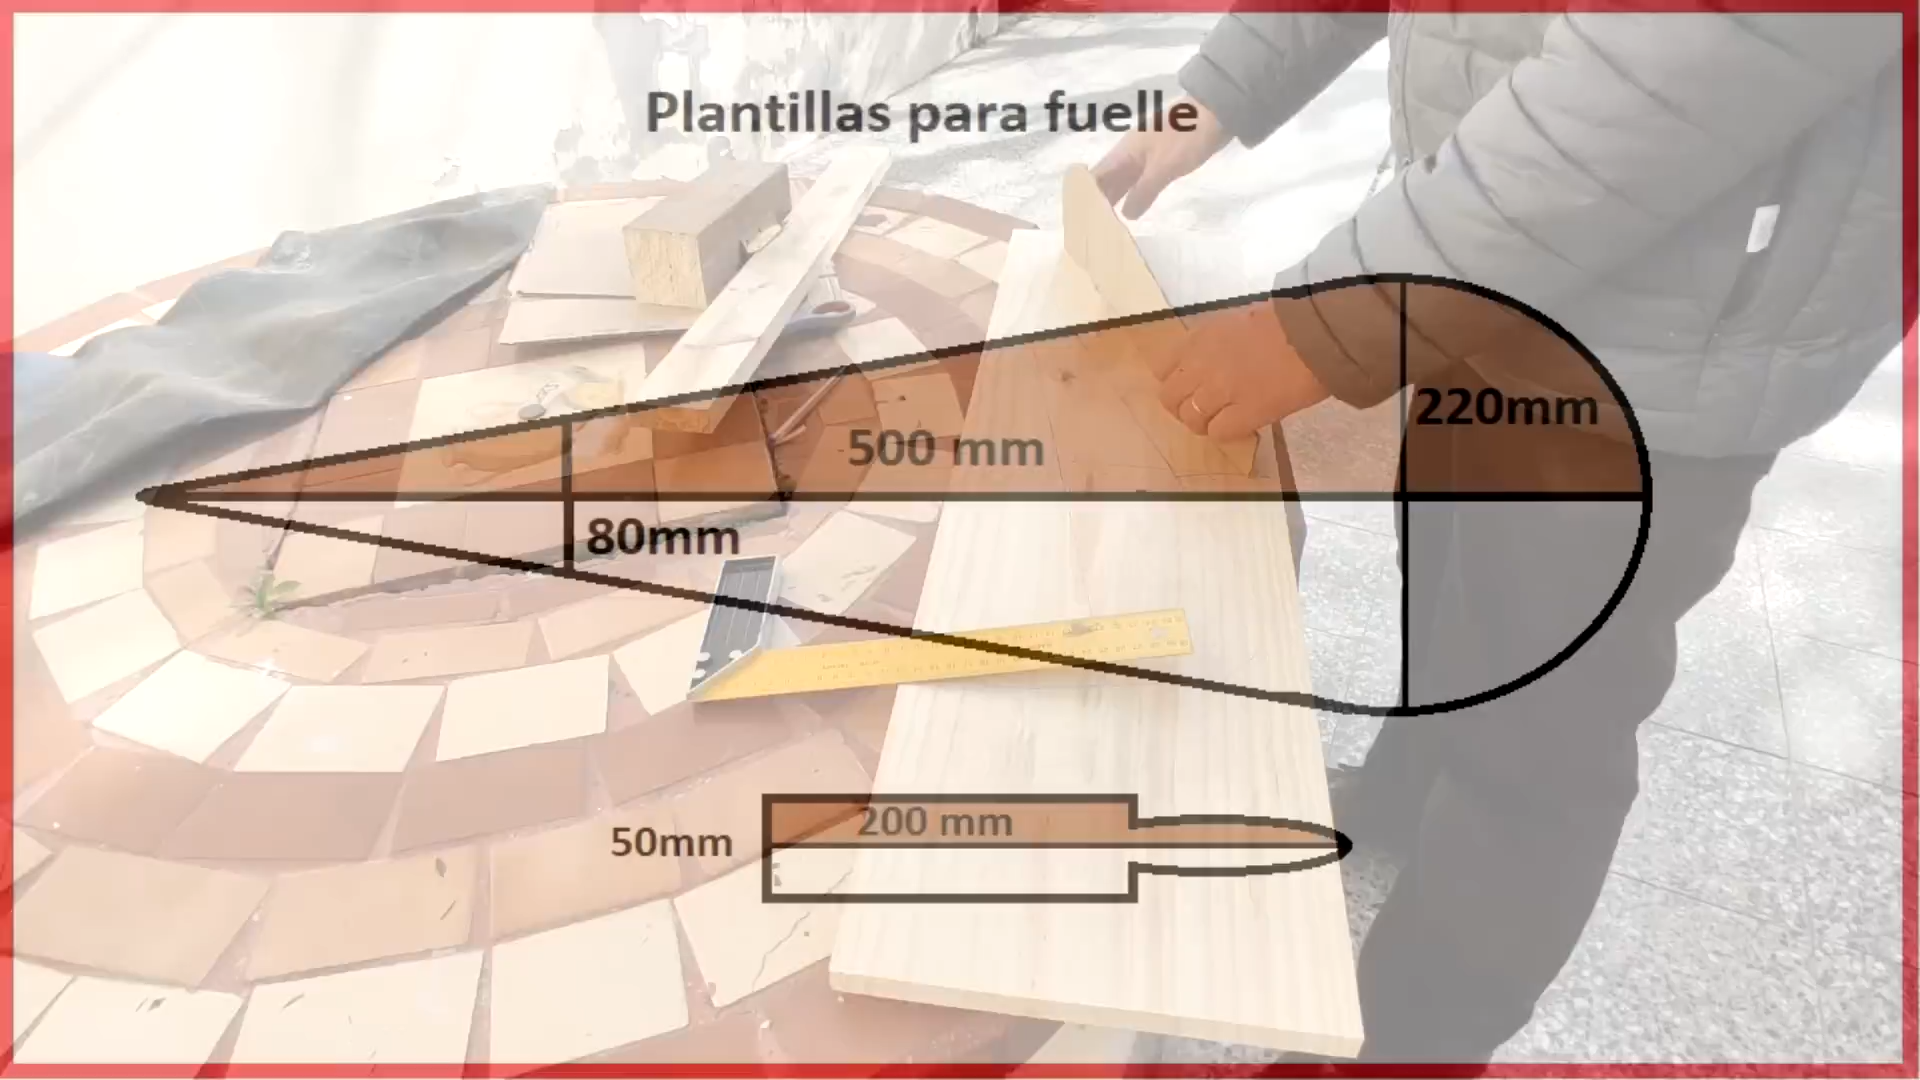 Plantillas para fuelle
220mm
500 mm
80mm
200 mm
50mm